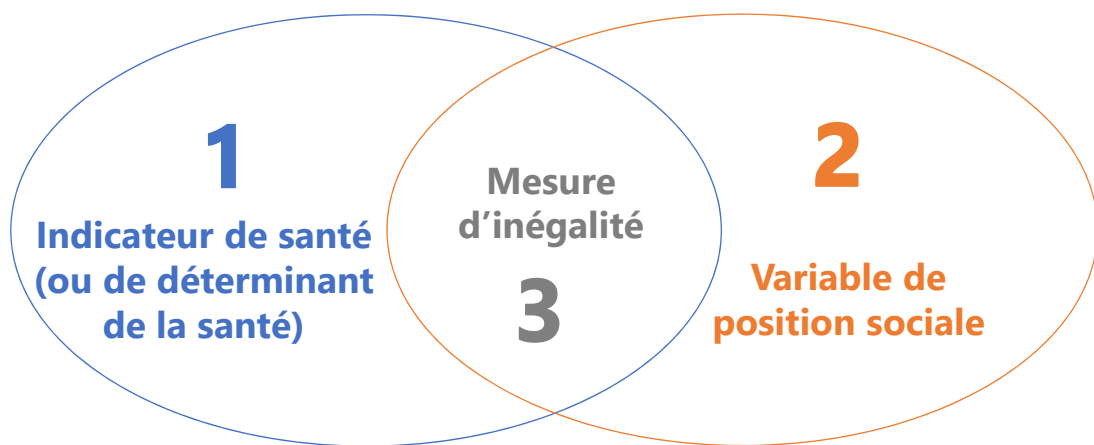 1
Indicateur de santé
(ou de déterminant
de la santé)
Mesure
d’inégalité
3
2
Variable de
position sociale